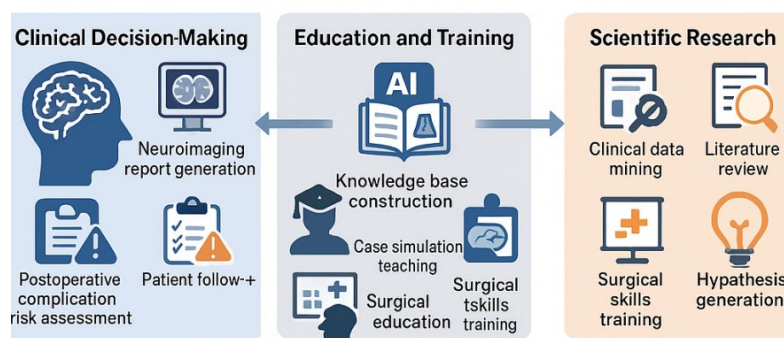 Clinical Decision-Making
Neuroimaging
report generation
Postoperative
complication
risk assessment
Patient follow-+
Education and Training
AI
Knowledge base
construction
Case simulation
teaching
Surgical
education
Surgical
tskills
training
Scientific Research
Clinical data
mining
Literature
review
Surgical
skills
training
Hypathesis
generation